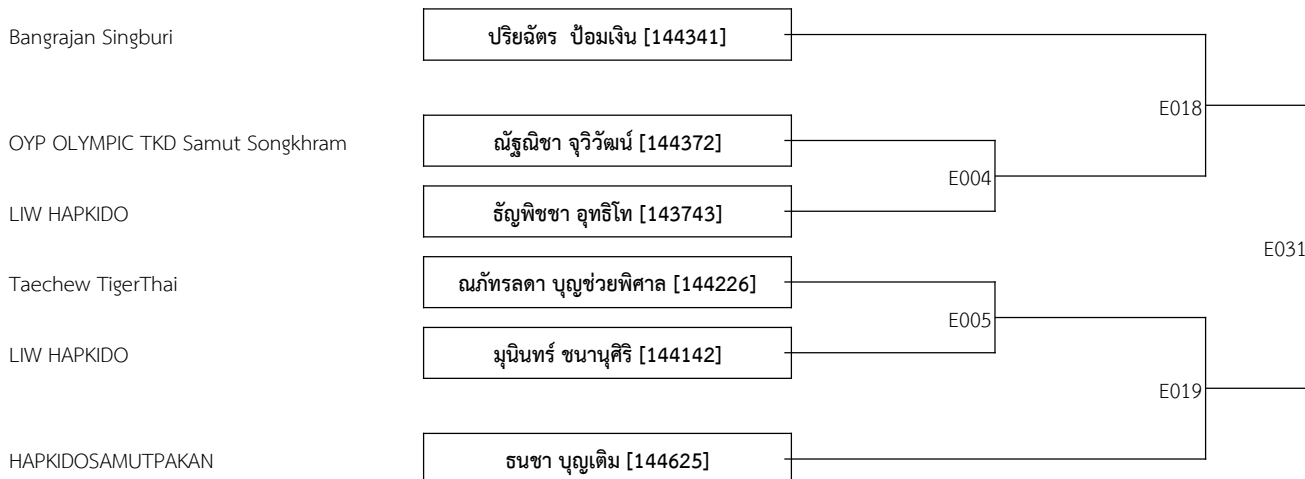 Bangrajan Singburi
ปริยฉัตร ป้อมเงิน [144341]
E018
OYP OLYMPIC TKD Samut Songkhram
ณัฐณิชา จุวิวัฒน์ [144372]
E004
LIW HAPKIDO
ธัญพิชชา อุทธิโท [143743]
E031
Taechew TigerThai
ณภัทรลดา บุญช่วยพิศาล [144226]
E005
LIW HAPKIDO
มุนินทร์ ชนานุศิริ [144142]
E019
HAPKIDOSAMUTPAKAN
ธนชา บุญเติม [144625]